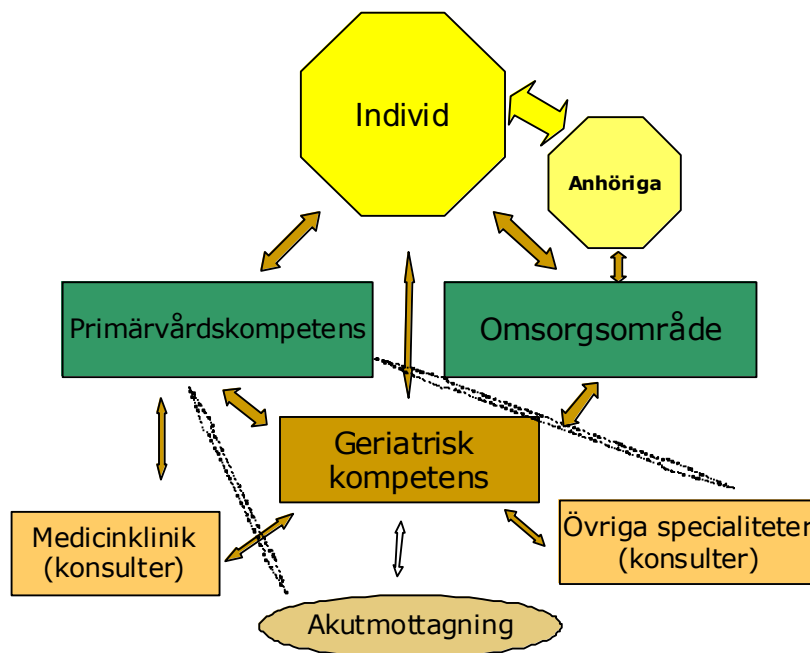 Individ
Anhöriga
Primärvårdskompetens
Omsorgsområde
Geriatrisk
kompetens
Medicinklinik
(konsulter)
Övriga specialiteter
(konsulter)
Akutmottagning